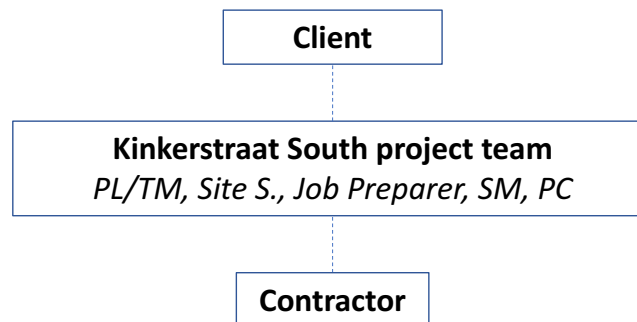 Client
Kinkerstraat South project team
PL/TM, Site S., Job Preparer, SM, PC
Contractor